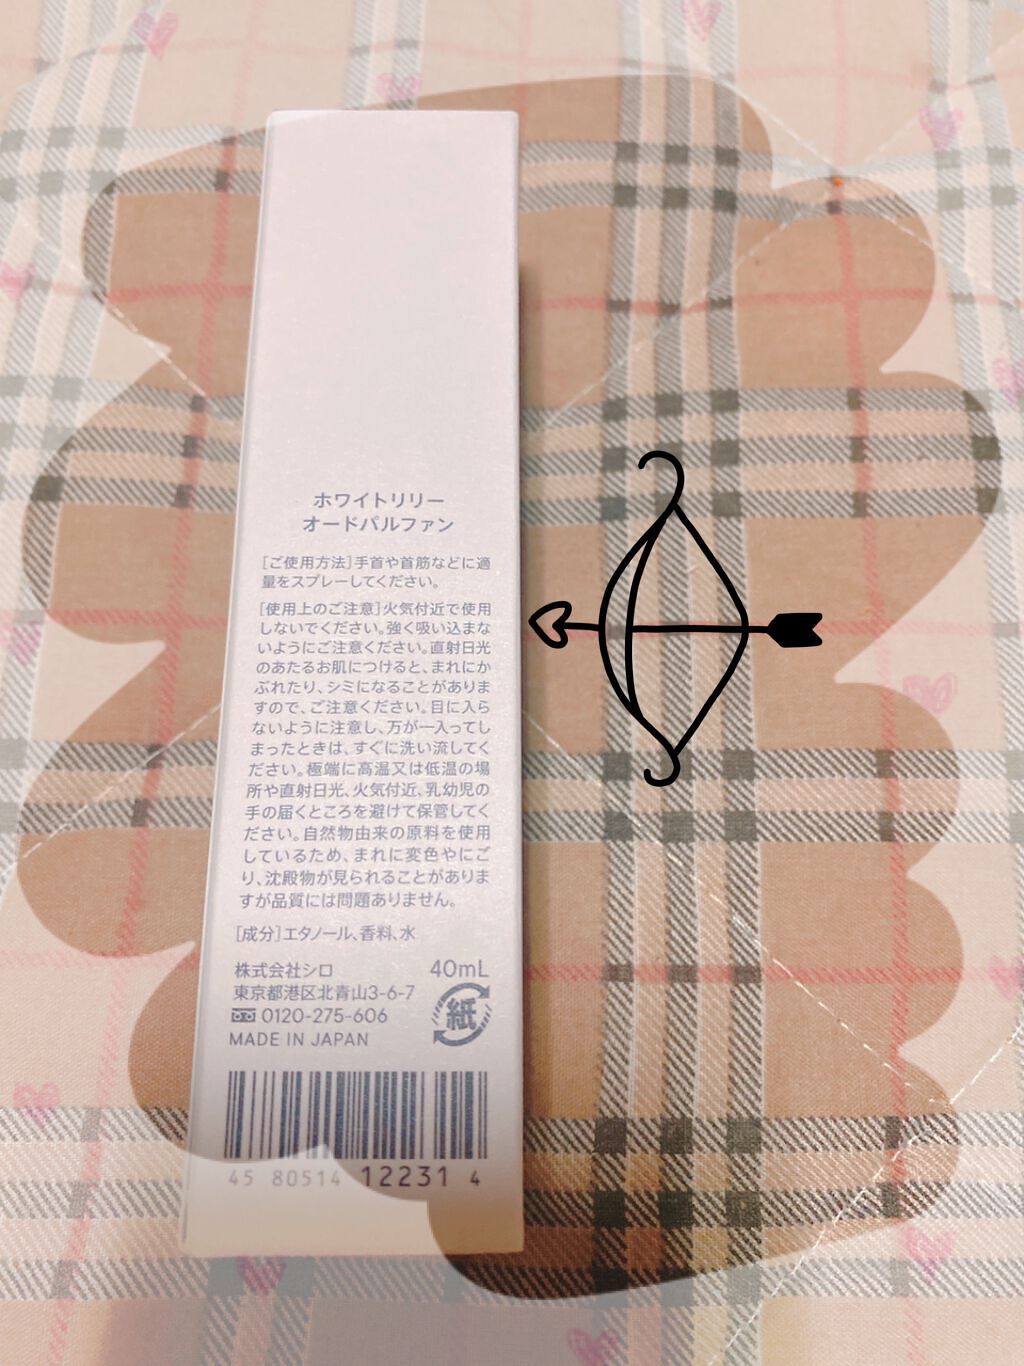 ホワイトリリー
オードパルファン
[ご使用方法]手首や首筋などに適
量をスプレーしてください。
[使用上のご注意]火気付近で使用
しないでください。強く吸い込まな
いようにご注意ください。直射日光
のあたるお肌につけると、まれにか
ぶれたり、シミになることがありま
すので、ご注意ください。目に入ら
ないように注意し、万が一入ってし
まったときは、すぐに洗い流してく
ださい。極端に高温又は低温の場
所や直射日光、火気付近、乳幼児の
手の届くところを避けて保管してく
ださい。自然物由来の原料を使用
しているため、まれに変色やにご
り、沈殿物が見られることがありま
すが品質には問題ありません。
[成分]エタノール、香料、水
株式会社シロ 40mL
東京都港区北青山3-6-7
0120-275-606
紙
MADE IN JAPAN
45 80514 12231 4